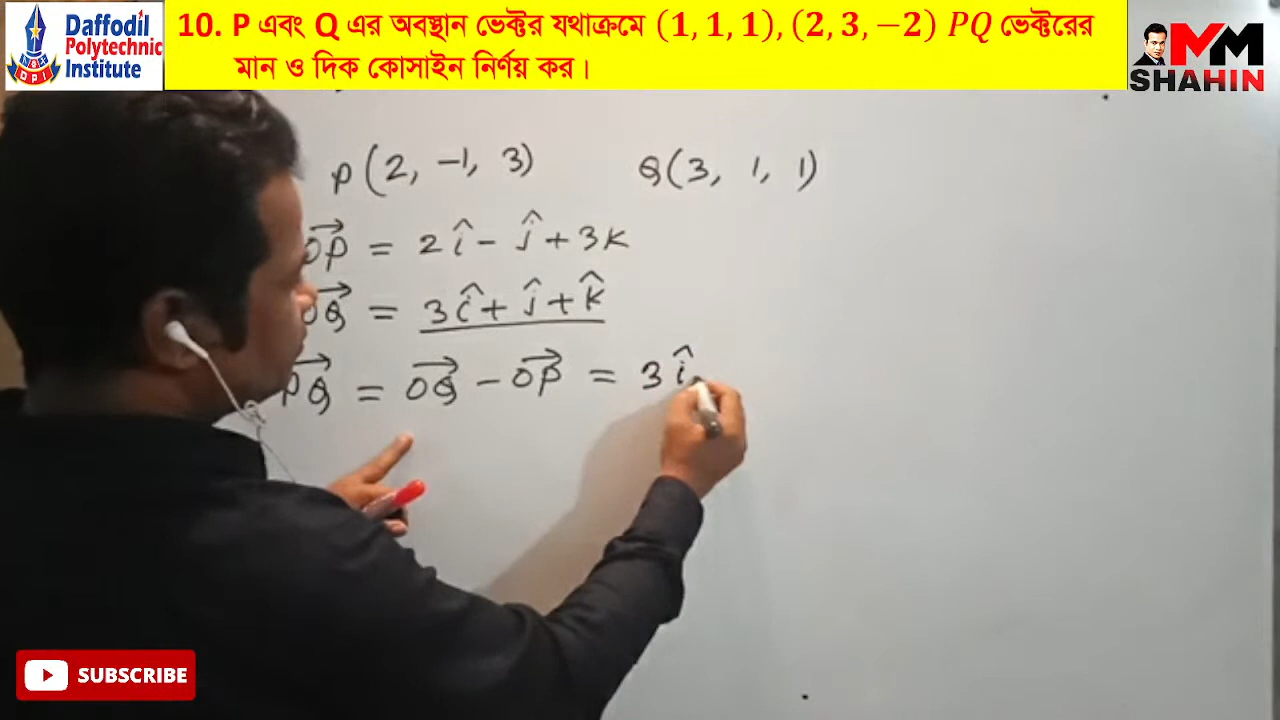 Daffodil
Polytechnic
Institute
DPI
10. P এবং Q এর অবস্থান ভেক্টর যথাক্রমে (1, 1, 1), (2, 3, −2) PQ ভেক্টরের
মান ও দিক কোসাইন নির্ণয় কর।
MM
SHAHIN
P(2, -1, 3) Q(3, 1, 1)
OP⃗ = 2î - ĵ + 3k
OQ⃗ = 3î + ĵ + k̂
PQ⃗ = OQ⃗ - OP⃗ = 3î
SUBSCRIBE